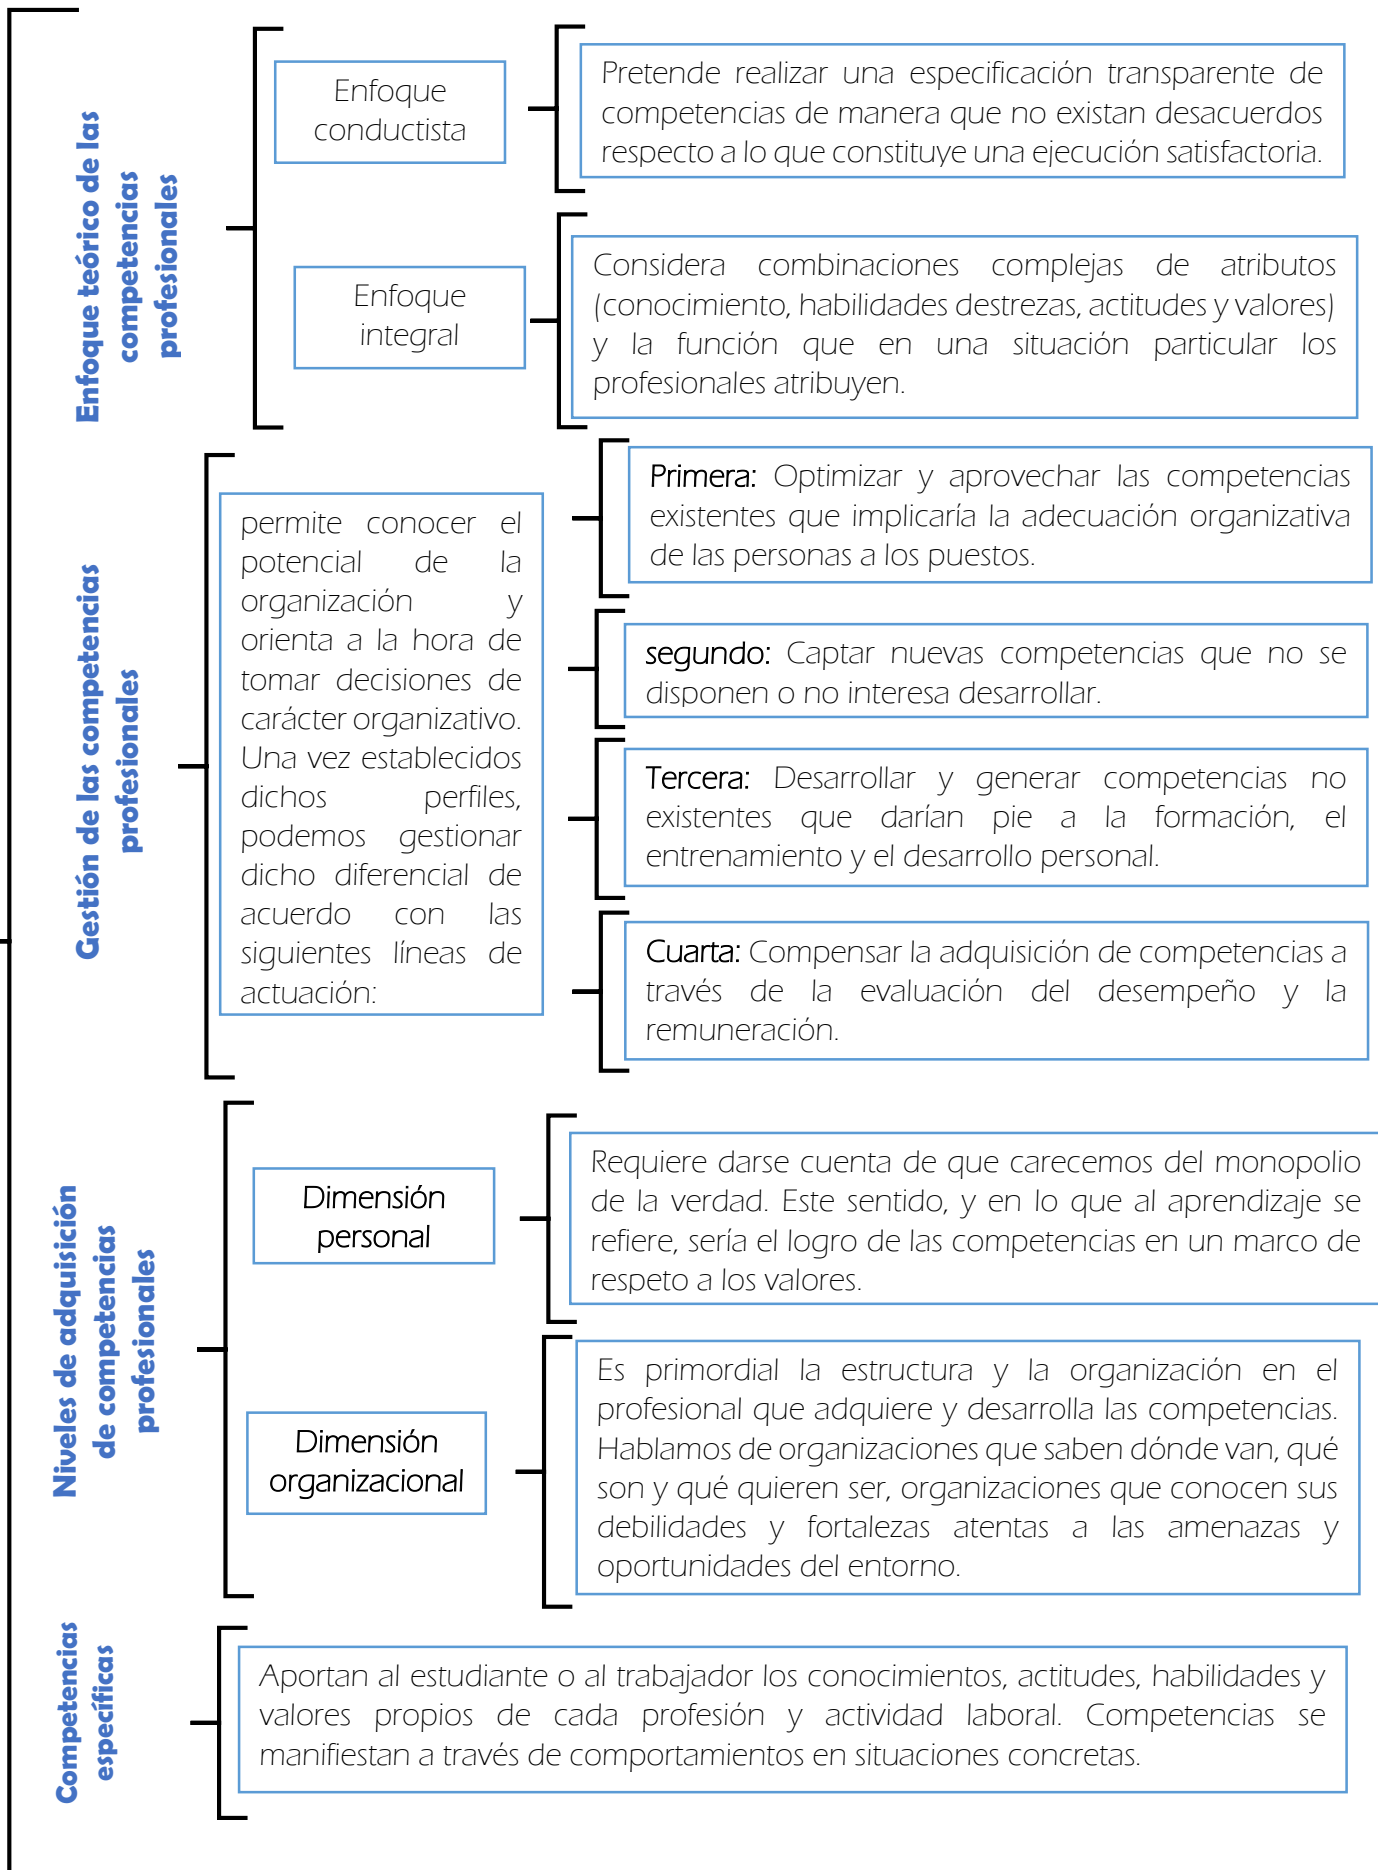 Enfoque teórico de las
competencias
profesionales
Enfoque
conductista
Pretende realizar una especificación transparente de
competencias de manera que no existan desacuerdos
respecto a lo que constituye una ejecución satisfactoria.
Enfoque
integral
Considera combinaciones complejas de atributos
(conocimiento, habilidades destrezas, actitudes y valores)
y la función que en una situación particular los
profesionales atribuyen.
Gestión de las competencias
profesionales
permite conocer el
potencial de la
organización y
orienta a la hora de
tomar decisiones de
carácter organizativo.
Una vez establecidos
dichos perfiles,
podemos gestionar
dicho diferencial de
acuerdo con las
siguientes líneas de
actuación:
Primera: Optimizar y aprovechar las competencias
existentes que implicaría la adecuación organizativa
de las personas a los puestos.
segundo: Captar nuevas competencias que no se
disponen o no interesa desarrollar.
Tercera: Desarrollar y generar competencias no
existentes que darían pie a la formación, el
entrenamiento y el desarrollo personal.
Cuarta: Compensar la adquisición de competencias a
través de la evaluación del desempeño y la
remuneración.
Niveles de adquisición
de competencias
profesionales
Dimensión
personal
Requiere darse cuenta de que carecemos del monopolio
de la verdad. Este sentido, y en lo que al aprendizaje se
refiere, sería el logro de las competencias en un marco de
respeto a los valores.
Dimensión
organizacional
Es primordial la estructura y la organización en el
profesional que adquiere y desarrolla las competencias.
Hablamos de organizaciones que saben dónde van, qué
son y qué quieren ser, organizaciones que conocen sus
debilidades y fortalezas atentas a las amenazas y
oportunidades del entorno.
Competencias
específicas
Aportan al estudiante o al trabajador los conocimientos, actitudes, habilidades y
valores propios de cada profesión y actividad laboral. Competencias se
manifiestan a través de comportamientos en situaciones concretas.